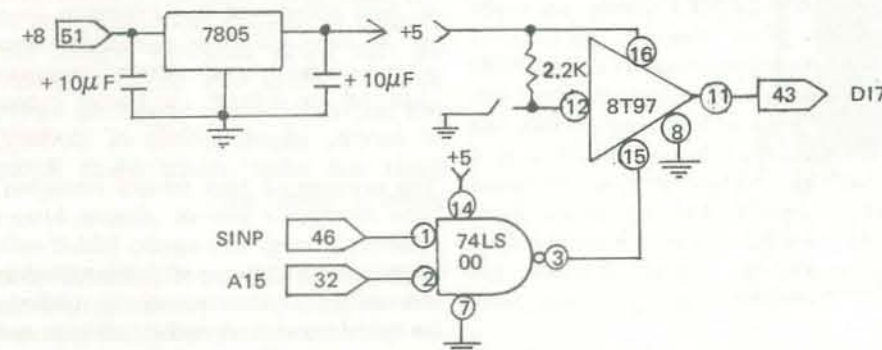 +8 51 7805 +5 +5
16
+ 10µF + 10µF 2.2K
12 8T97 11 43 DI7
8
15
+5
14
SINP 46 1 74LS
00 3
A15 32 2
7